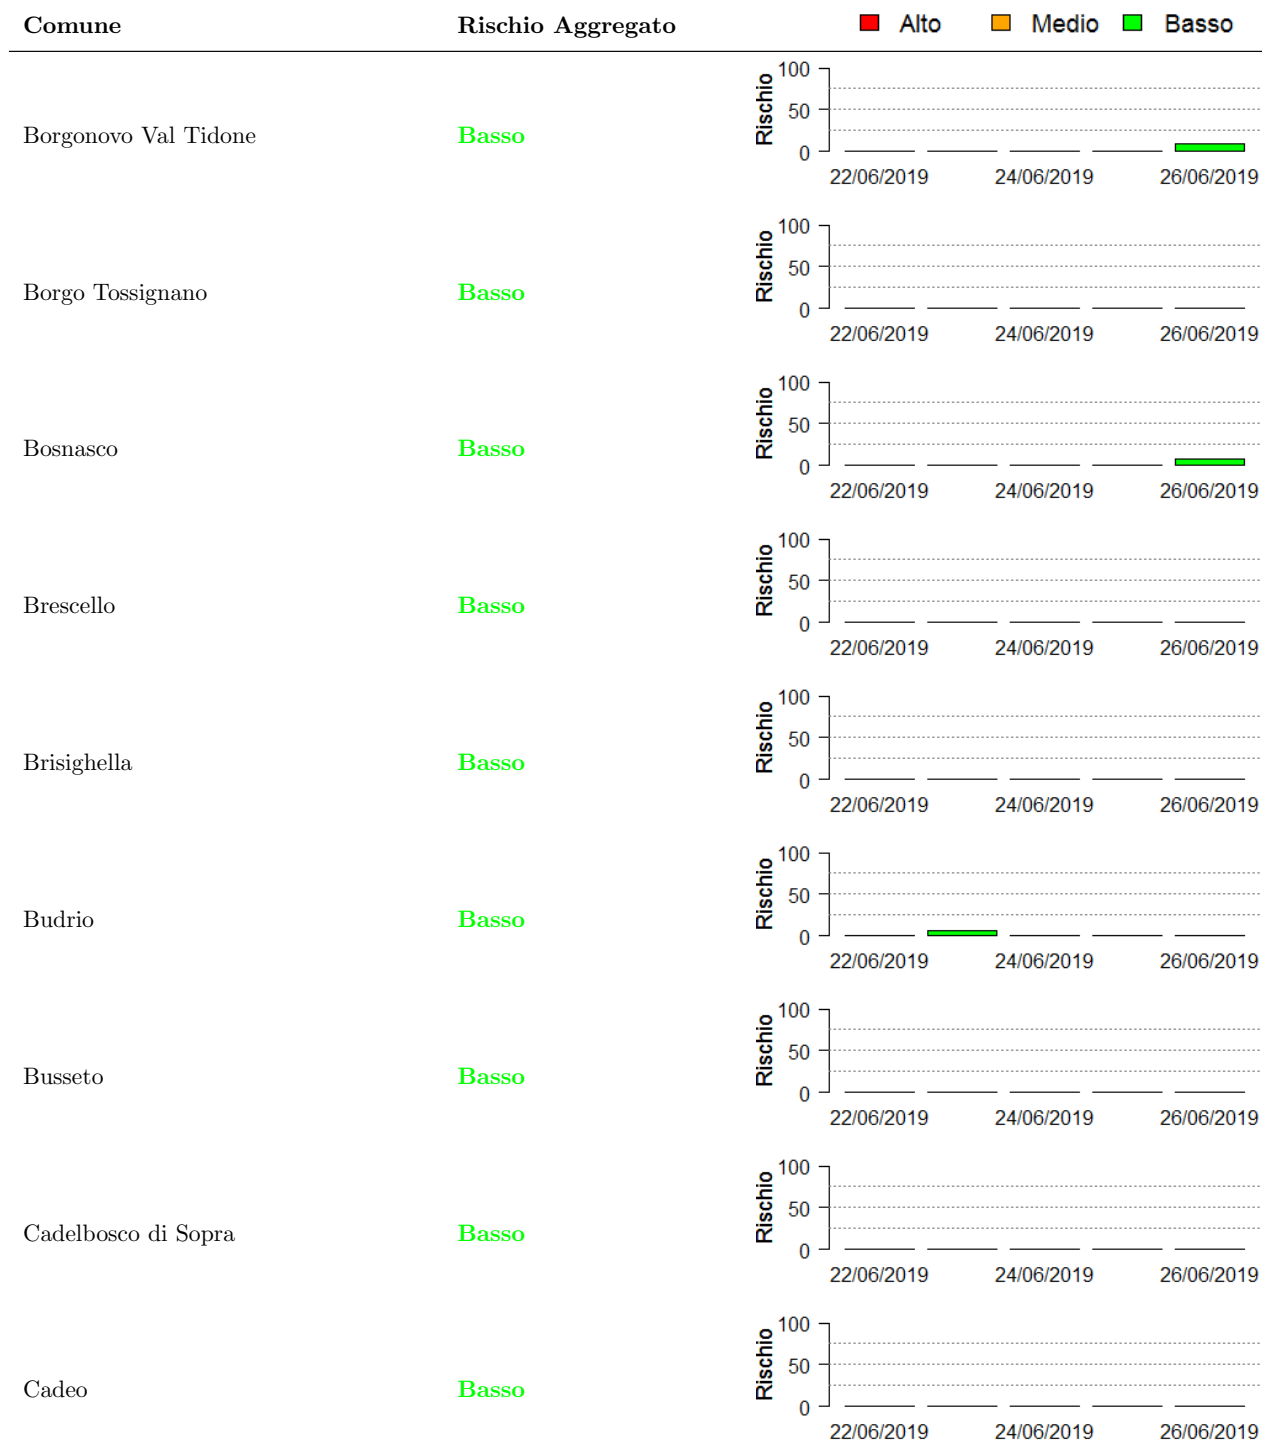 Comune Rischio Aggregato Alto Medio Basso
100
50
0
Rischio
Borgonovo Val Tidone Basso
22/06/2019 24/06/2019 26/06/2019
100
50
0
Rischio
Borgo Tossignano Basso
22/06/2019 24/06/2019 26/06/2019
100
50
0
Rischio
Bosnasco Basso
22/06/2019 24/06/2019 26/06/2019
100
50
0
Rischio
Brescello Basso
22/06/2019 24/06/2019 26/06/2019
100
50
0
Rischio
Brisighella Basso
22/06/2019 24/06/2019 26/06/2019
100
50
0
Rischio
Budrio Basso
22/06/2019 24/06/2019 26/06/2019
100
50
0
Rischio
Busseto Basso
22/06/2019 24/06/2019 26/06/2019
100
50
0
Rischio
Cadelbosco di Sopra Basso
22/06/2019 24/06/2019 26/06/2019
100
50
0
Rischio
Cadeo Basso
22/06/2019 24/06/2019 26/06/2019